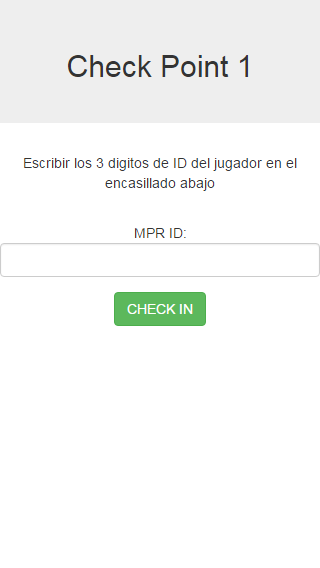 Check Point 1
Escribir los 3 digitos de ID del jugador en el
encasillado abajo
MPR ID:
CHECK IN